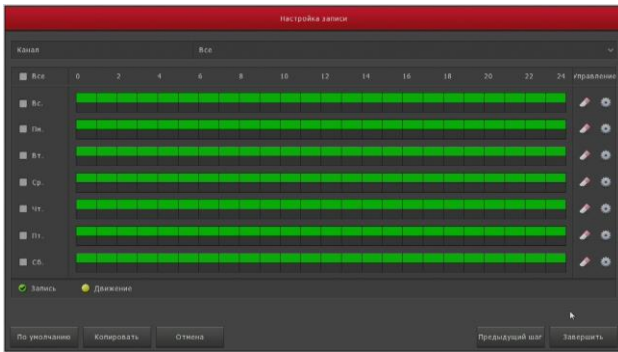 Настройка записи
Канал Все
Все 0 2 4 6 8 10 12 14 16 18 20 22 24 Управление
Вс.
Пн.
Вт.
Ср.
Чт.
Пт.
Сб.
Запись Движение
По умолчанию Копировать Отмена Предыдущий шаг Завершить